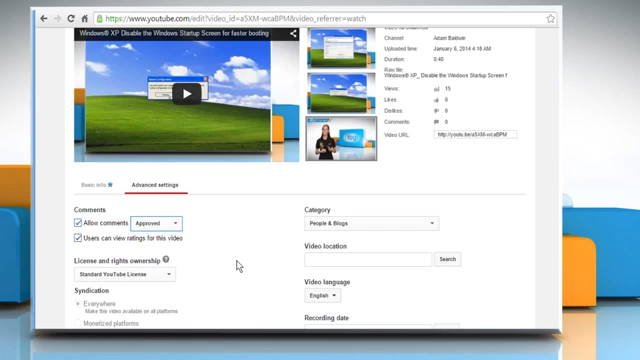 https://www.youtube.com/edit?video_id=a5XM-wcaBPM&video_referrer=watch
Windows® XP Disable the Windows Startup Screen for faster booting
Channel Adam Baldwin
Uploaded time: January 6, 2014 4:18 AM
Duration: 0:40
Raw file:
Windows®_XP_ Disable the Windows Startup Screen f
Views: 15
Likes: 0
Dislikes: 0
Comments: 0
Video URL: http://youtu.be/a5XM-wcaBPM
Basic info
Advanced settings
Comments
Allow comments Approved
Users can view ratings for this video
License and rights ownership ?
Standard YouTube License
Syndication
Everywhere
Make this video available on all platforms
Monetized platforms
Category
People & Blogs
Video location
Search
Video language
English
Recording date